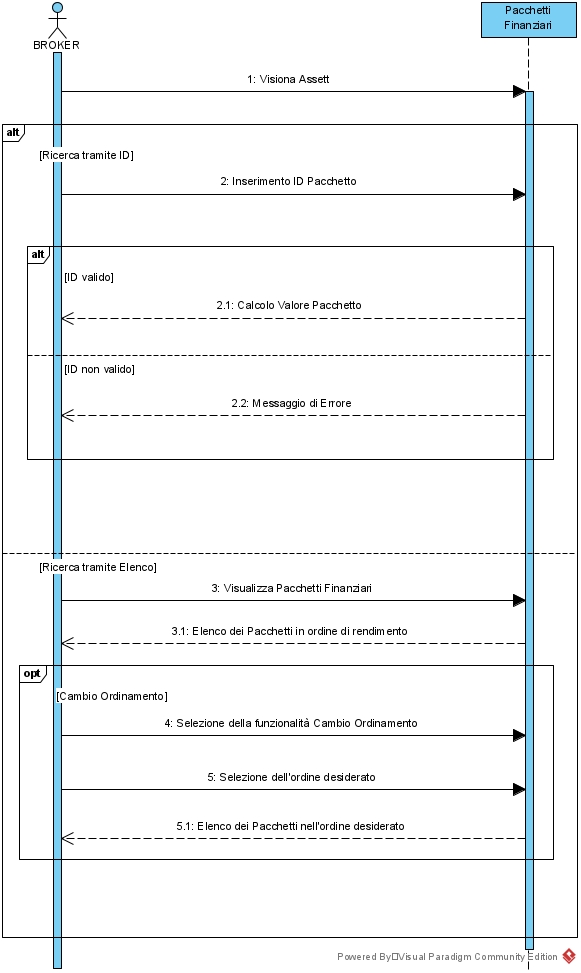 Pacchetti
Finanziari
BROKER
1: Visiona Assett
alt
[Ricerca tramite ID]
2: Inserimento ID Pacchetto
alt
[ID valido]
2.1: Calcolo Valore Pacchetto
[ID non valido]
2.2: Messaggio di Errore
[Ricerca tramite Elenco]
3: Visualizza Pacchetti Finanziari
3.1: Elenco dei Pacchetti in ordine di rendimento
opt
[Cambio Ordinamento]
4: Selezione della funzionalità Cambio Ordinamento
5: Selezione dell'ordine desiderato
5.1: Elenco dei Pacchetti nell'ordine desiderato
Powered By Visual Paradigm Community Edition